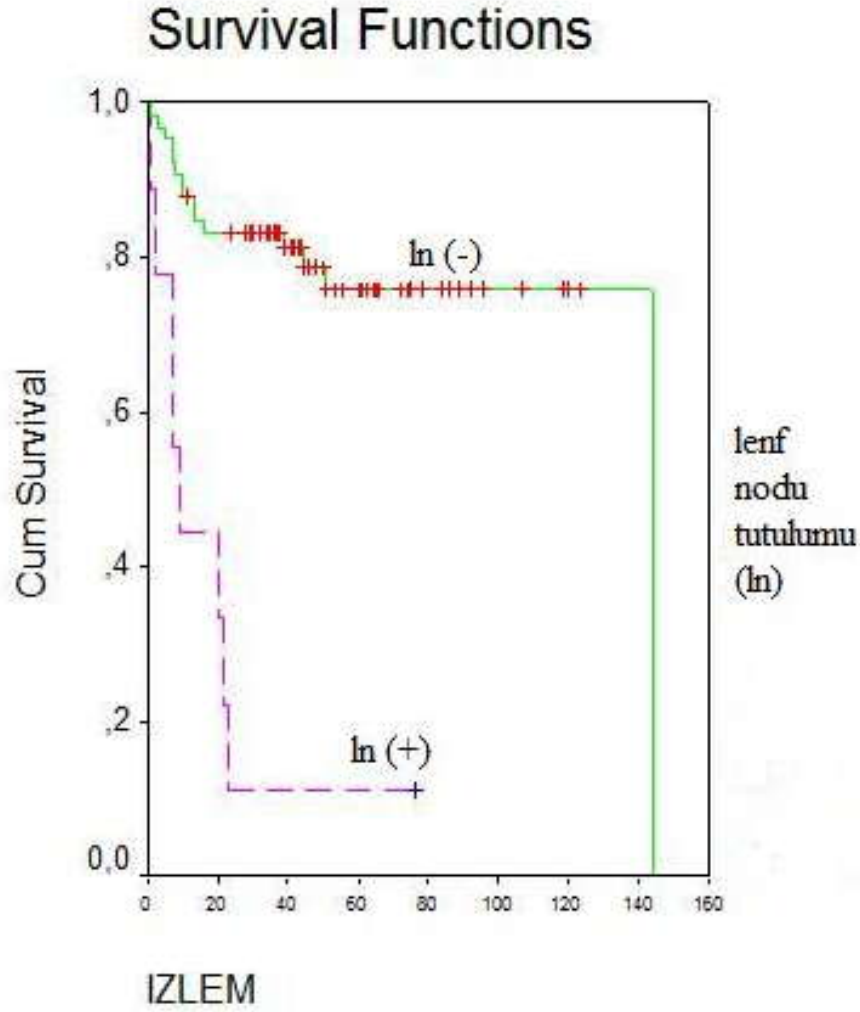 Survival Functions
1,0
,8
,6
,4
,2
0,0
Cum Survival
ln (-)
ln (+)
lenf
nodu
tutulumu
(ln)
0 20 40 60 80 100 120 140 160
IZLEM